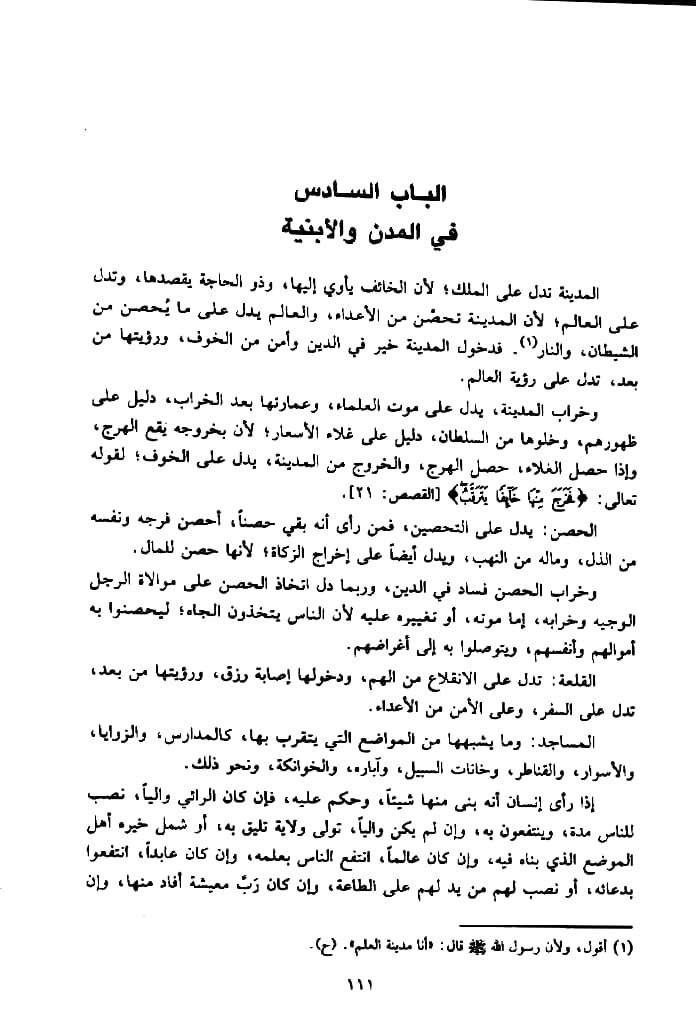 الباب السادس
في المدن والأبنية
المدينة تدل على الملك؛ لأن الخائف يأوي إليها، وذو الحاجة يقصدها، وتدل
على العالم؛ لأن المدينة تحصّن من الأعداء، والعالم يدل على ما يُحصن من
الشيطان، والنار(١). فدخول المدينة خير في الدين وأمن من الخوف، ورؤيتها من
بعد، تدل على رؤية العالم.
وخراب المدينة، يدل على موت العلماء، وعمارتها بعد الخراب، دليل على
ظهورهم، وخلوها من السلطان، دليل على غلاء الأسعار؛ لأن بخروجه يقع الهرج،
وإذا حصل الغلاء، حصل الهرج، والخروج من المدينة، يدل على الخوف؛ لقوله
تعالى: ﴿فَخَرَجَ مِنْهَا خَآئِفًا يَتَرَقَّبُ﴾ [القصص: ٢١].
الحصن: يدل على التحصين، فمن رأى أنه بقي حصناً، أحصن فرجه ونفسه
من الذل، وماله من النهب، ويدل أيضاً على إخراج الزكاة؛ لأنها حصن للمال.
وخراب الحصن فساد في الدين، وربما دل اتخاذ الحصن على موالاة الرجل
الوجيه وخرابه، إما موته، أو تغييره عليه لأن الناس يتخذون الجاه؛ ليحصنوا به
أموالهم وأنفسهم، ويتوصلوا به إلى أغراضهم.
القلعة: تدل على الانقلاع من الهم، ودخولها إصابة رزق، ورؤيتها من بعد،
تدل على السفر، وعلى الأمن من الأعداء.
المساجد: وما يشبهها من المواضع التي يتقرب بها، كالمدارس، والزوايا،
والأسوار، والقناطر، وخانات السبيل، وآباره، والخوانكة، ونحو ذلك.
إذا رأى إنسان أنه بنى منها شيئاً، وحكم عليه، فإن كان الرائي والياً، نصب
للناس مدة، وينتفعون به، وإن لم يكن والياً، تولى ولاية تليق به، أو شمل خيره أهل
الموضع الذي بناه فيه، وإن كان عالماً، انتفع الناس بعلمه، وإن كان عابداً، انتفعوا
بدعائه، أو نصب لهم من يد لهم على الطاعة، وإن كان رَبَّ معيشة أفاد منها، وإن
(١) أقول، ولأن رسول الله ﷺ قال: «أنا مدينة العلم». (ح).
١١١